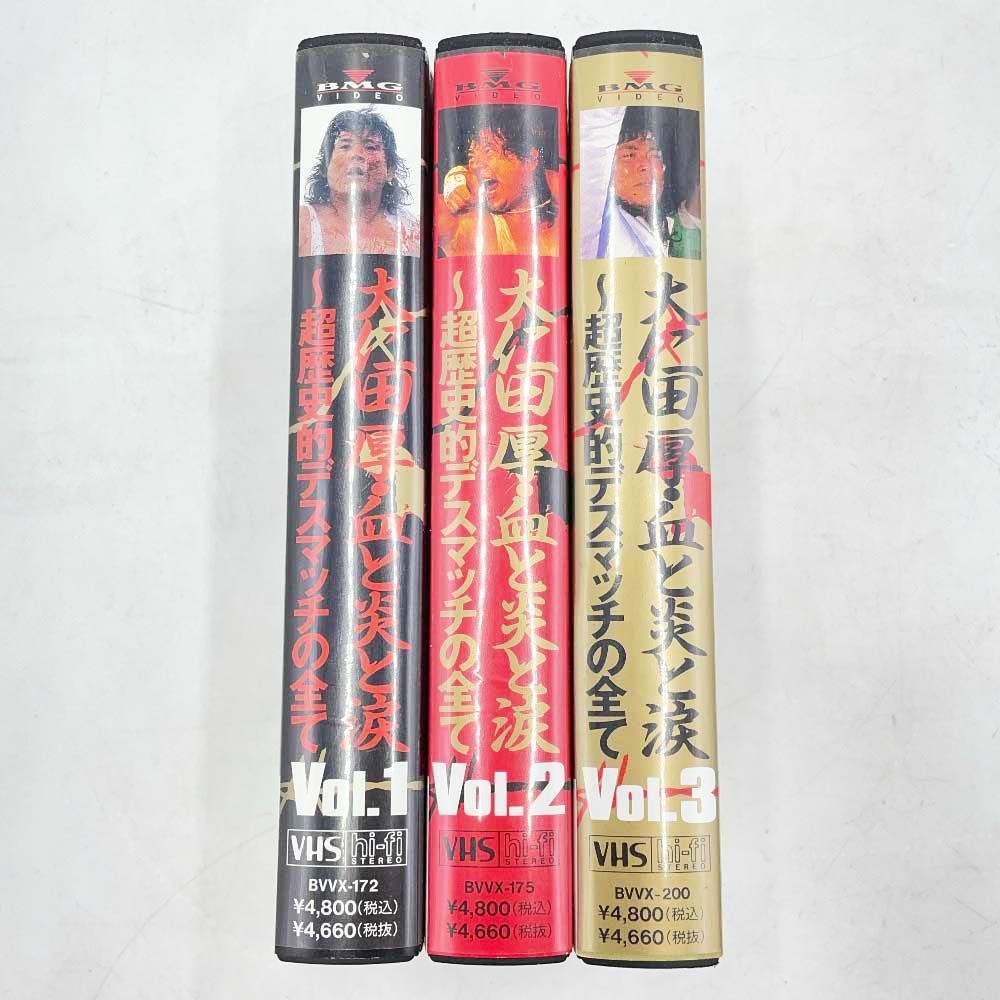 BMG
VIDEO
大仁田厚・血と炎と涙
〜超歴史的デスマッチの全て
Vol.1
VHS hi-fi
STEREO
BVVX-172
¥4,800(税込)
¥4,660(税抜)
BMG
VIDEO
大仁田厚・血と炎と涙
〜超歴史的デスマッチの全て
Vol.2
VHS hi-fi
STEREO
BVVX-175
¥4,800(税込)
¥4,660(税抜)
BMG
VIDEO
大仁田厚・血と炎と涙
〜超歴史的デスマッチの全て
Vol.3
VHS hi-fi
STEREO
BVVX-200
¥4,800(税込)
¥4,660(税抜)